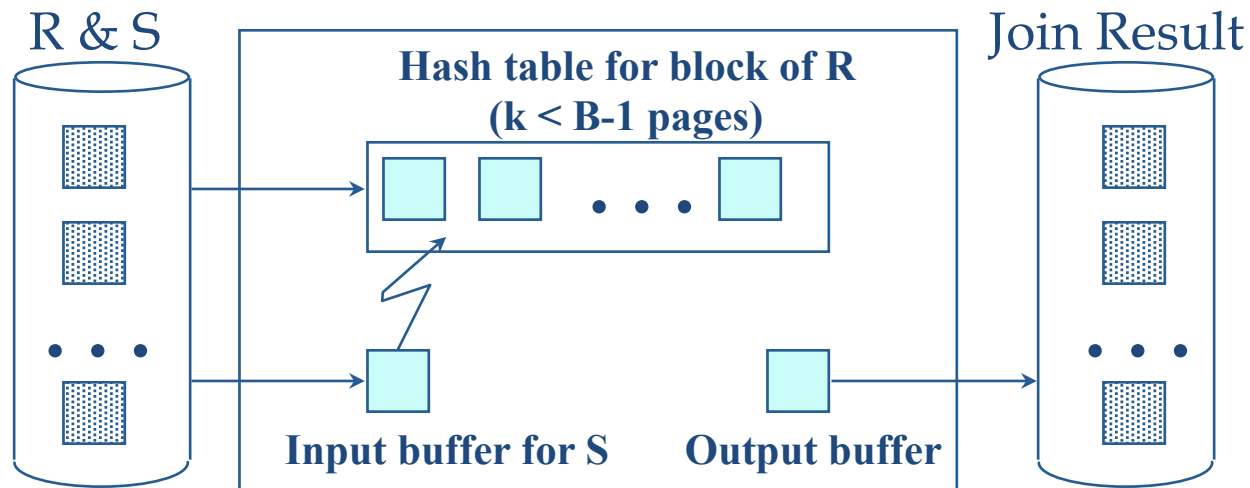 R & S
Join Result
Hash table for block of R
(k < B-1 pages)
• • •
• • •
• • •
Input buffer for S
Output buffer